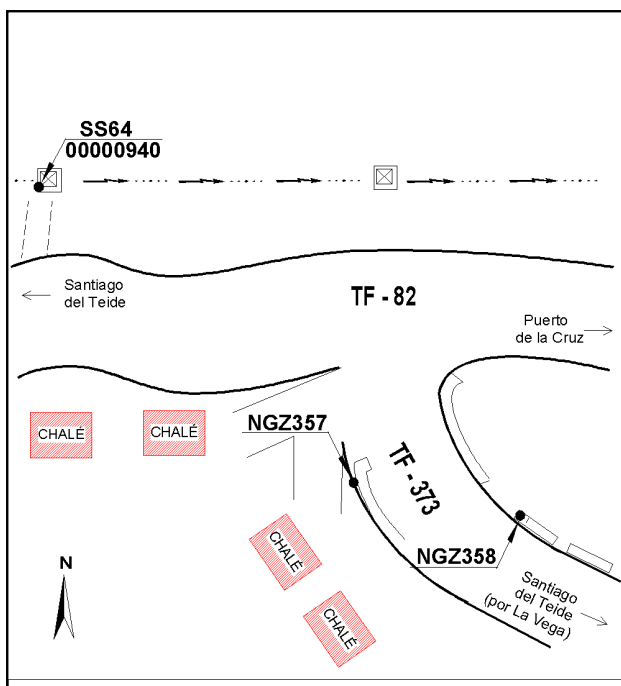 SS64
00000940
Santiago
del Teide
TF - 82
Puerto
de la Cruz
CHALÉ
CHALÉ
NGZ357
TF - 373
NGZ358
CHALÉ
CHALÉ
N
Santiago
del Teide
(por La Vega)